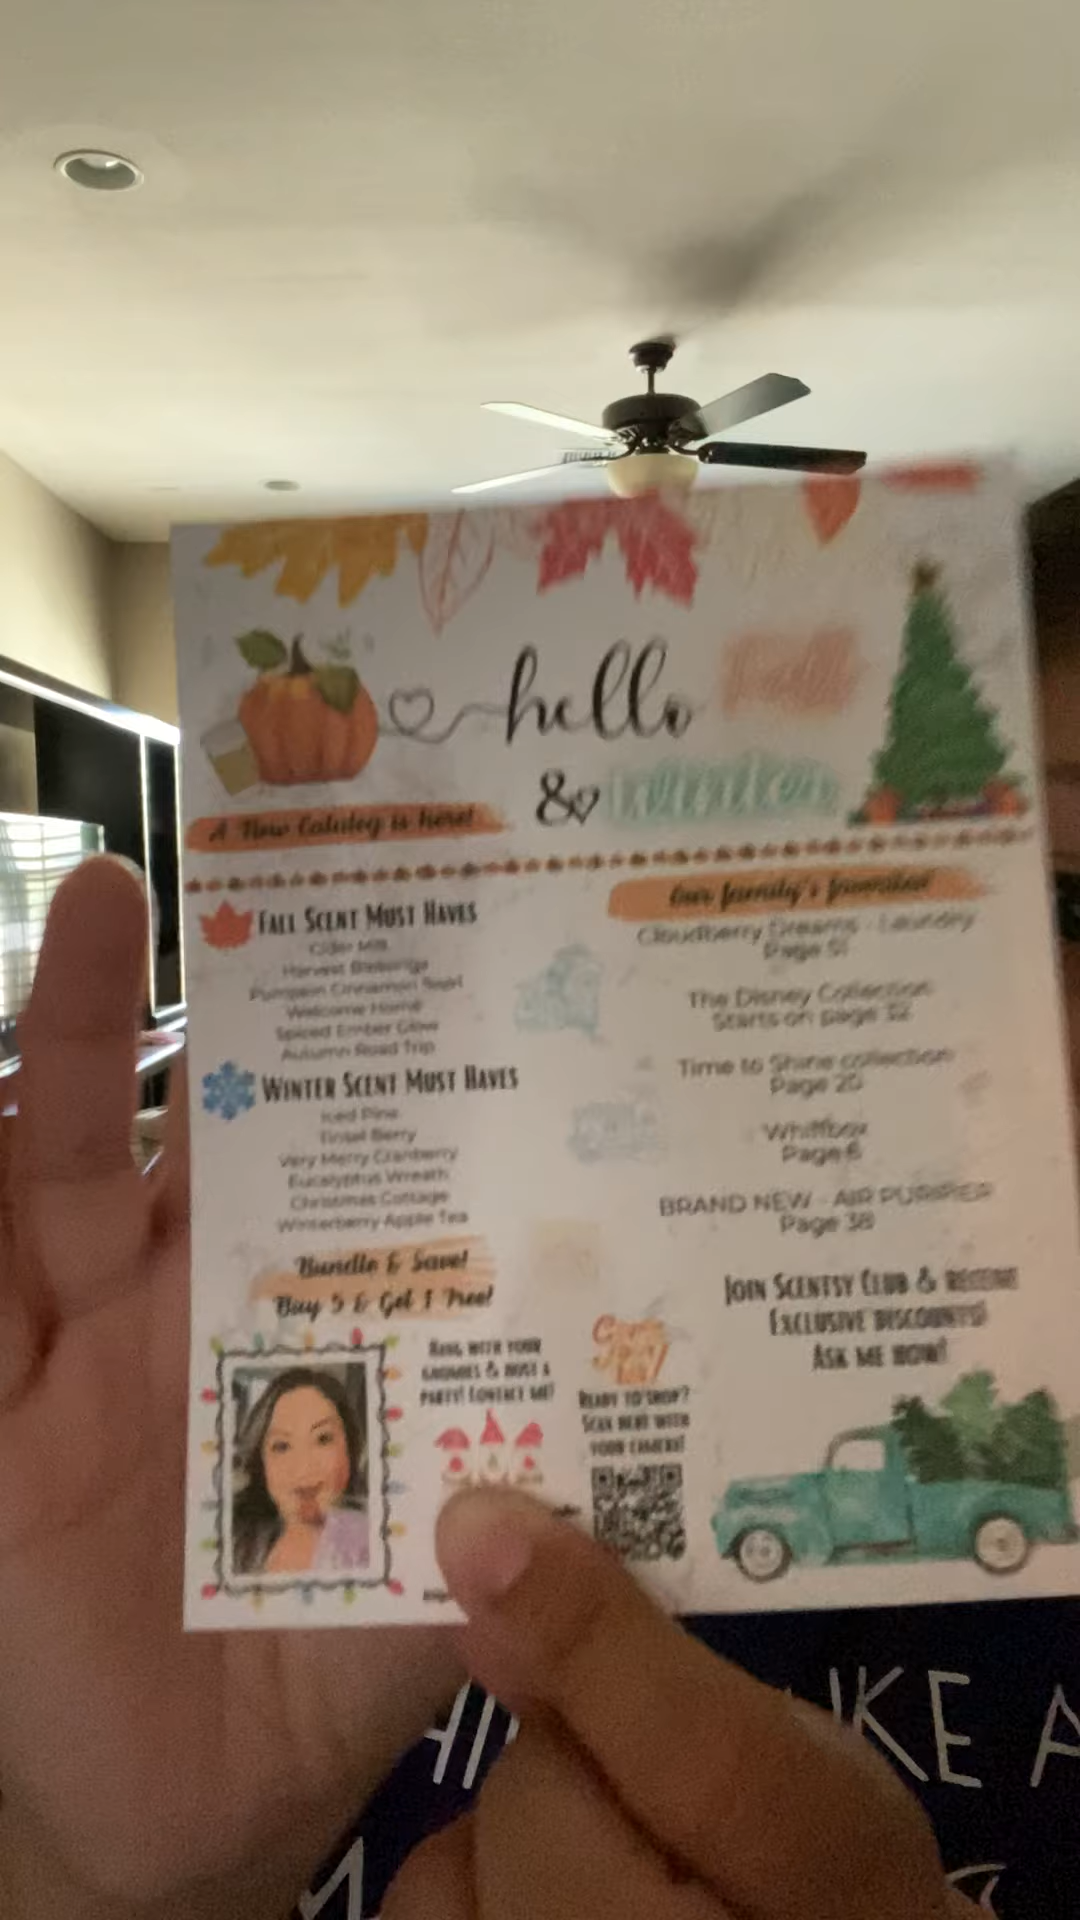 hello Fall
& Winter
A New Catalog is here!
FALL SCENT MUST HAVES
Cider Mill
Harvest Blessings
Pumpkin Cinnamon Swirl
Welcome Home
Spiced Ember Glow
Autumn Road Trip
WINTER SCENT MUST HAVES
Iced Pine
Tinsel Berry
Very Merry Cranberry
Eucalyptus Wreath
Christmas Cottage
Winterberry Apple Tea
Bundle & Save!
Buy 5 & Get 1 Free!
HANG WITH YOUR
GNOMIES & HOST A
PARTY! CONTACT ME!
Our family's favorites!
Cloudberry Dreams - Laundry
Page 51
The Disney Collection
Starts on page 32
Time to Shine collection
Page 20
Whiffbox
Page 6
BRAND NEW - AIR PURIFIER
Page 38
JOIN SCENTSY CLUB & RECEIVE
EXCLUSIVE DISCOUNTS!
ASK ME HOW!
READY TO SHOP?
SCAN HERE WITH
YOUR CAMERA!